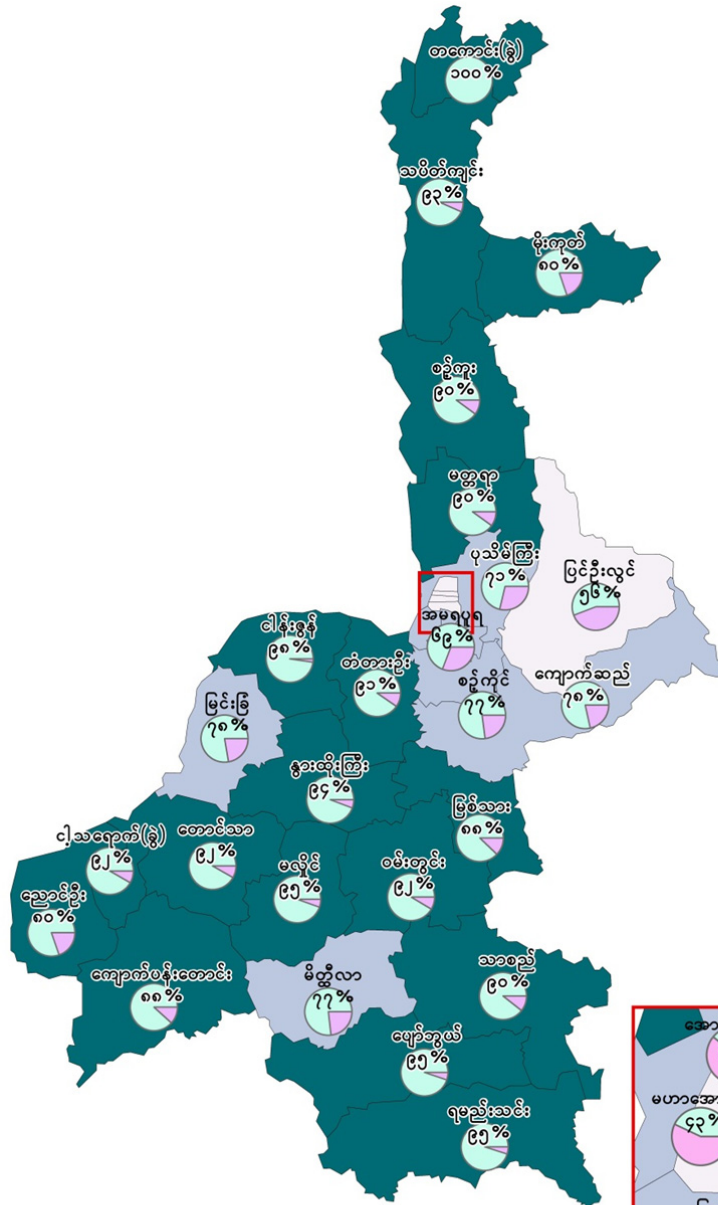 တကောင်း(ခွဲ)
၁၀၀%
သပိတ်ကျင်း
၉၃%
မိုးကုတ်
၈၀%
စဉ့်ကူး
၉၀%
မတ္တရာ
၉၀%
ပုသိမ်ကြီး
၇၁%
ပြင်ဦးလွင်
၅၆%
အမရပူရ
၆၉%
ငါန်းဇွန်
၉၈%
တံတားဦး
၉၁%
စဉ့်ကိုင်
၇၇%
ကျောက်ဆည်
၇၈%
မြင်းခြံ
၇၈%
နွားထိုးကြီး
၉၄%
မြစ်သား
၈၈%
ငါ့သရောက်(ခွဲ)
၉၂%
တောင်သာ
၉၂%
မလှိုင်
၉၅%
ဝမ်းတွင်း
၉၂%
ညောင်ဦး
၈၀%
ကျောက်ပန်းတောင်း
၈၈%
မိတ္ထီလာ
၇၇%
သာစည်
၉၀%
ပျော်ဘွယ်
၉၅%
ရမည်းသင်း
၉၅%
မဟာအော
၄၃%